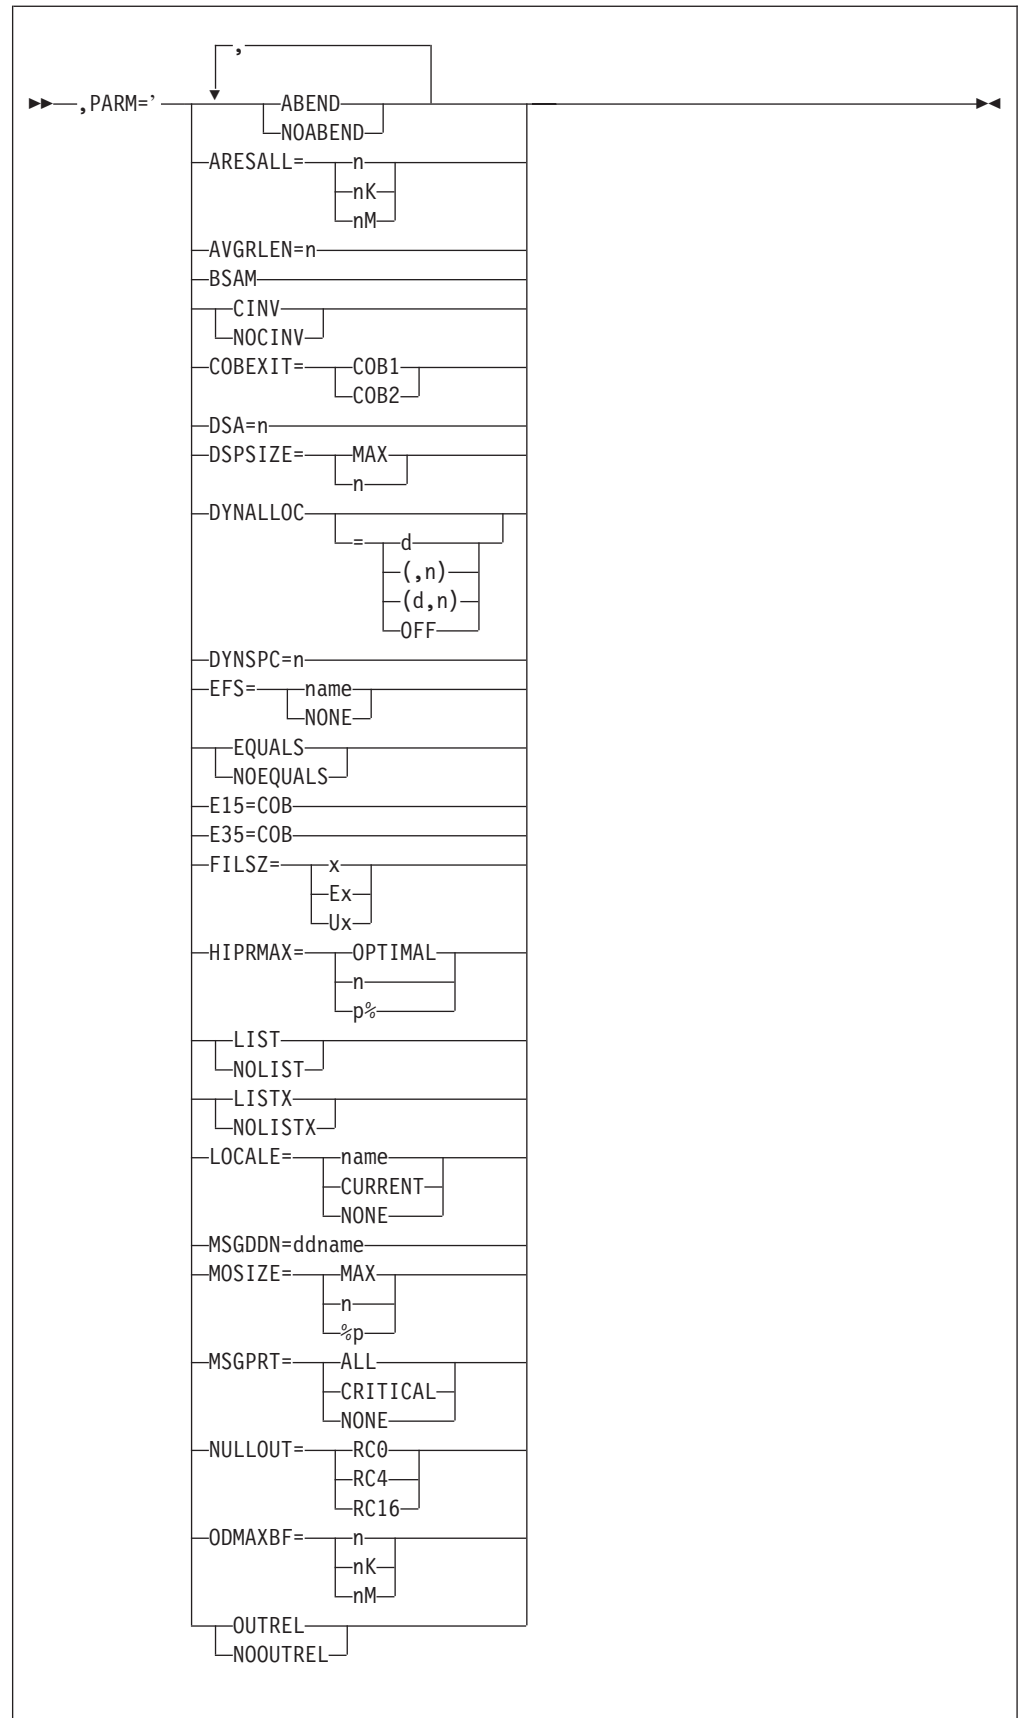 ,
,PARM=' ABEND
NOABEND
ARESALL= n
nK
nM
AVGRLEN=n
BSAM
CINV
NOCINV
COBEXIT= COB1
COB2
DSA=n
DSPSIZE= MAX
n
DYNALLOC
= d
(,n)
(d,n)
OFF
DYNSPC=n
EFS= name
NONE
EQUALS
NOEQUALS
E15=COB
E35=COB
FILSZ= x
Ex
Ux
HIPRMAX= OPTIMAL
n
p%
LIST
NOLIST
LISTX
NOLISTX
LOCALE= name
CURRENT
NONE
MSGDDN=ddname
MOSIZE= MAX
n
%p
MSGPRT= ALL
CRITICAL
NONE
NULLOUT= RC0
RC4
RC16
ODMAXBF= n
nK
nM
OUTREL
NOOUTREL